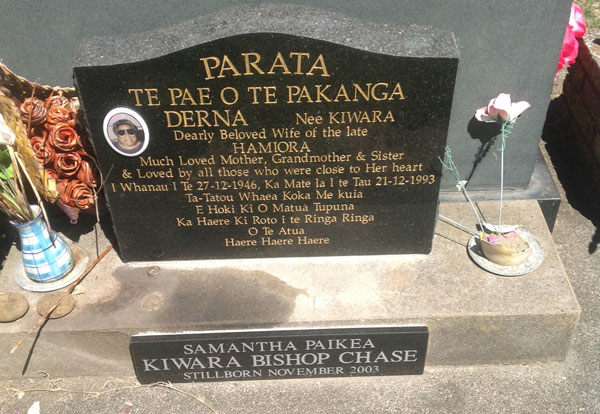 PARATA
TE PAE O TE PAKANGA
DERNA Nee KIWARA
Dearly Beloved Wife of the late
HAMIORA
Much Loved Mother, Grandmother & Sister
& Loved by all those who were close to Her heart
I Whanau I Te 27-12-1946, Ka Mate Ia I te Tau 21-12-1993
Ta-Tatou Whaea Koka Me kuia
E Hoki Ki O Matua Tupuna
Ka Haere Ki Roto i te Ringa Ringa
O Te Atua
Haere Haere Haere
SAMANTHA PAIKEA
KIWARA BISHOP CHASE
STILLBORN NOVEMBER 2003